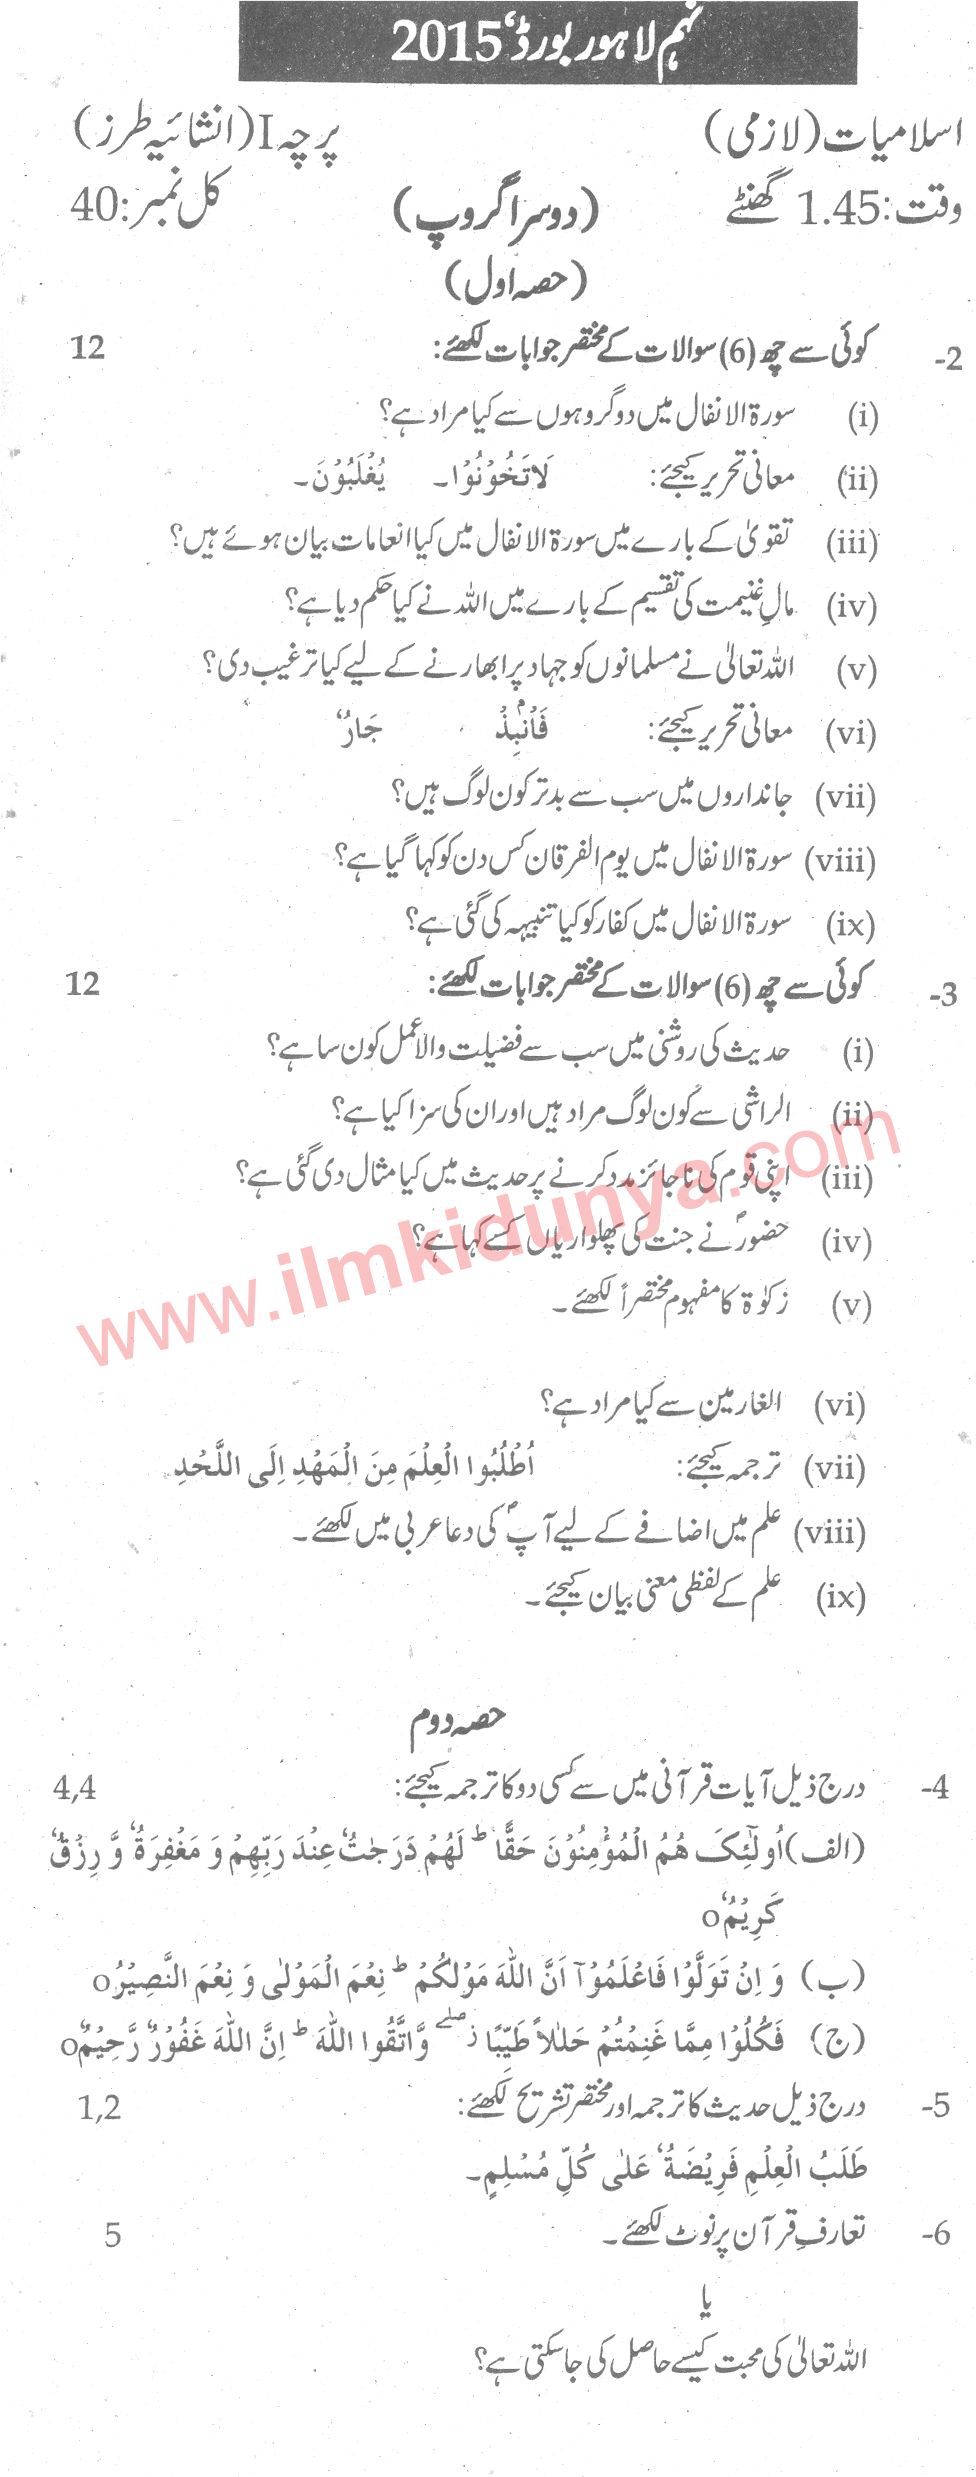 نہم لاہور بورڈ' 2015
اسلامیات (لازمی) پرچہ I (انشائیہ طرز)
وقت: 1.45 گھنٹے (دوسرا گروپ) کل نمبر: 40
(حصہ اول)
-2 کوئی سے چھ (6) سوالات کے مختصر جوابات لکھئے: 12
(i) سورۃ الانفال میں دو گروہوں سے کیا مراد ہے؟
(ii) معانی تحریر کیجئے: لَاتَخُوْنُوْا۔ یُغْلَبُوْنَ۔
(iii) تقویٰ کے بارے میں سورۃ الانفال میں کیا انعامات بیان ہوئے ہیں؟
(iv) مالِ غنیمت کی تقسیم کے بارے میں اللہ نے کیا حکم دیا ہے؟
(v) اللہ تعالیٰ نے مسلمانوں کو جہاد پر ابھارنے کے لیے کیا ترغیب دی؟
(vi) معانی تحریر کیجئے: فَانْۢبِذْ جَارٌ
(vii) جانداروں میں سب سے بدتر کون لوگ ہیں؟
(viii) سورۃ الانفال میں یوم الفرقان کس دن کو کہا گیا ہے؟
(ix) سورۃ الانفال میں کفار کو کیا تنبیہہ کی گئی ہے؟
-3 کوئی سے چھ (6) سوالات کے مختصر جوابات لکھئے: 12
(i) حدیث کی روشنی میں سب سے فضیلت والا عمل کون سا ہے؟
(ii) الراشی سے کون لوگ مراد ہیں اور ان کی سزا کیا ہے؟
(iii) اپنی قوم کی ناجائز مدد کرنے پر حدیث میں کیا مثال دی گئی ہے؟
(iv) حضورؐ نے جنت کی پھلواریاں کسے کہا ہے؟
(v) زکوٰۃ کا مفہوم مختصراً لکھئے۔
www.ilmkidunya.com
(vi) الغارمین سے کیا مراد ہے؟
(vii) ترجمہ کیجئے: اُطْلُبُوا الْعِلْمَ مِنَ الْمَهْدِ اِلَی اللَّحْدِ
(viii) علم میں اضافے کے لیے آپؐ کی دعا عربی میں لکھئے۔
(ix) علم کے لفظی معنی بیان کیجئے۔
حصہ دوم
-4 درج ذیل آیات قرآنی میں سے کسی دو کا ترجمہ کیجئے: 4,4
(الف) اُولٰٓئِکَ هُمُ الْمُؤْمِنُوْنَ حَقًّا ؕ لَهُمْ دَرَجٰتٌ عِنْدَ رَبِّهِمْ وَ مَغْفِرَةٌ وَّ رِزْقٌ
کَرِیْمٌ o
(ب) وَ اِنْ تَوَلَّوْا فَاعْلَمُوْٓا اَنَّ اللّٰهَ مَوْلٰکُمْ ؕ نِعْمَ الْمَوْلٰی وَ نِعْمَ النَّصِیْرُ o
(ج) فَکُلُوْا مِمَّا غَنِمْتُمْ حَلٰلاً طَیِّبًا ز صلے وَّاتَّقُوا اللّٰهَ ؕ اِنَّ اللّٰهَ غَفُوْرٌ رَّحِیْمٌ o
-5 درج ذیل حدیث کا ترجمہ اور مختصر تشریح لکھئے: 1,2
طَلَبُ الْعِلْمِ فَرِیْضَةٌ عَلٰی کُلِّ مُسْلِمٍ۔
-6 تعارفِ قرآن پر نوٹ لکھئے۔ 5
یا
اللہ تعالیٰ کی محبت کیسے حاصل کی جاسکتی ہے؟